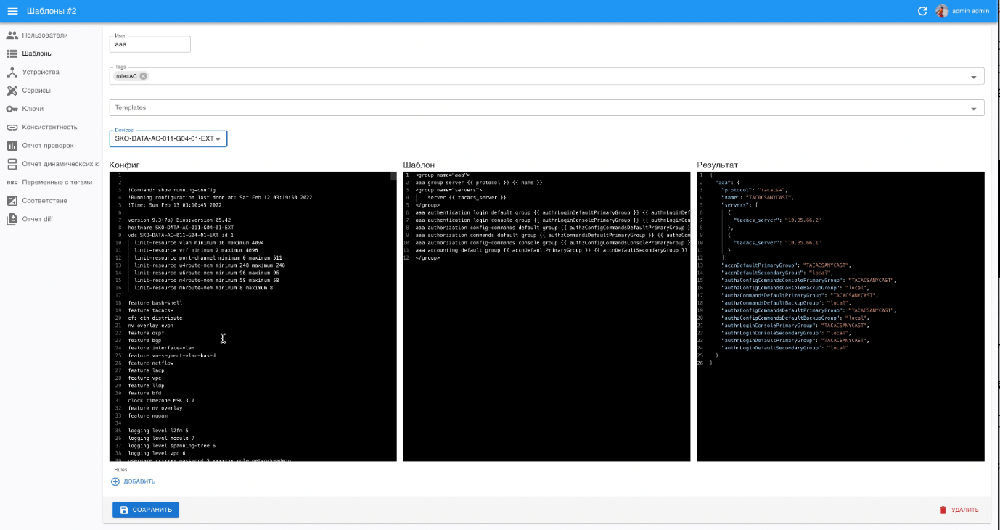 Шаблоны #2
admin admin
Пользователи
Шаблоны
Устройства
Сервисы
Ключи
Консистентность
Отчет проверок
Отчет динамическсих к.
ABC Переменные с тегами
Соответствие
Отчет diff
Имя
aaa
Tags
role=AC
Templates
Devices
SKO-DATA-AC-011-G04-01-EXT
Конфиг
1
2
3 !Command: show running-config
4 !Running configuration last done at: Sat Feb 12 03:19:50 2022
5 !Time: Sun Feb 13 03:10:45 2022
6
7 version 9.3(7a) Bios:version 05.42
8 hostname SKO-DATA-AC-011-G04-01-EXT
9 vdc SKO-DATA-AC-011-G04-01-EXT id 1
10 limit-resource vlan minimum 16 maximum 4094
11 limit-resource vrf minimum 2 maximum 4096
12 limit-resource port-channel minimum 0 maximum 511
13 limit-resource u4route-mem minimum 248 maximum 248
14 limit-resource u6route-mem minimum 96 maximum 96
15 limit-resource m4route-mem minimum 58 maximum 58
16 limit-resource m6route-mem minimum 8 maximum 8
17
18 feature bash-shell
19 feature tacacs+
20 cfs eth distribute
21 nv overlay evpn
22 feature ospf
23 feature bgp
24 feature interface-vlan
25 feature vn-segment-vlan-based
26 feature netflow
27 feature lacp
28 feature vpc
29 feature lldp
30 feature bfd
31 clock timezone MSK 3 0
32 feature nv overlay
33 feature ngoam
34
35 logging level l2fm 5
36 logging level module 7
37 logging level spanning-tree 6
38 logging level vpc 6
39 username xxxxxxx password 5 xxxxxxx role network-admin
Шаблон
1 <group name="aaa">
2 aaa group server {{ protocol }} {{ name }}
3 <group name="servers">
4 server {{ tacacs_server }}
5 </group>
6 aaa authentication login default group {{ authnLoginDefaultPrimaryGroup }} {{ authnLoginDef
7 aaa authentication login console group {{ authnLoginConsolePrimaryGroup }} {{ authnLoginCon
8 aaa authorization config-commands default group {{ authzConfigCommandsDefaultPrimaryGroup }
9 aaa authorization commands default group {{ authzCommandsDefaultPrimaryGroup }} {{ authzCom
10 aaa authorization config-commands console group {{ authzConfigCommandsConsolePrimaryGroup }
11 aaa accounting default group {{ accnDefaultPrimaryGroup }} {{ accnDefaultSecondaryGroup }}
12 </group>
Результат
1 {
2 "aaa": {
3 "protocol": "tacacs+",
4 "name": "TACACSANYCAST",
5 "servers": [
6 {
7 "tacacs_server": "10.35.66.2"
8 },
9 {
10 "tacacs_server": "10.35.66.1"
11 }
12 ],
13 "accnDefaultPrimaryGroup": "TACACSANYCAST",
14 "accnDefaultSecondaryGroup": "local",
15 "authzConfigCommandsConsolePrimaryGroup": "TACACSANYCAST",
16 "authzConfigCommandsConsoleBackupGroup": "local",
17 "authzCommandsDefaultPrimaryGroup": "TACACSANYCAST",
18 "authzCommandsDefaultBackupGroup": "local",
19 "authzConfigCommandsDefaultPrimaryGroup": "TACACSANYCAST",
20 "authzConfigCommandsDefaultBackupGroup": "local",
21 "authnLoginConsolePrimaryGroup": "TACACSANYCAST",
22 "authnLoginConsoleSecondaryGroup": "local",
23 "authnLoginDefaultPrimaryGroup": "TACACSANYCAST",
24 "authnLoginDefaultSecondaryGroup": "local"
25 }
26 }
Rules
ДОБАВИТЬ
СОХРАНИТЬ
УДАЛИТЬ